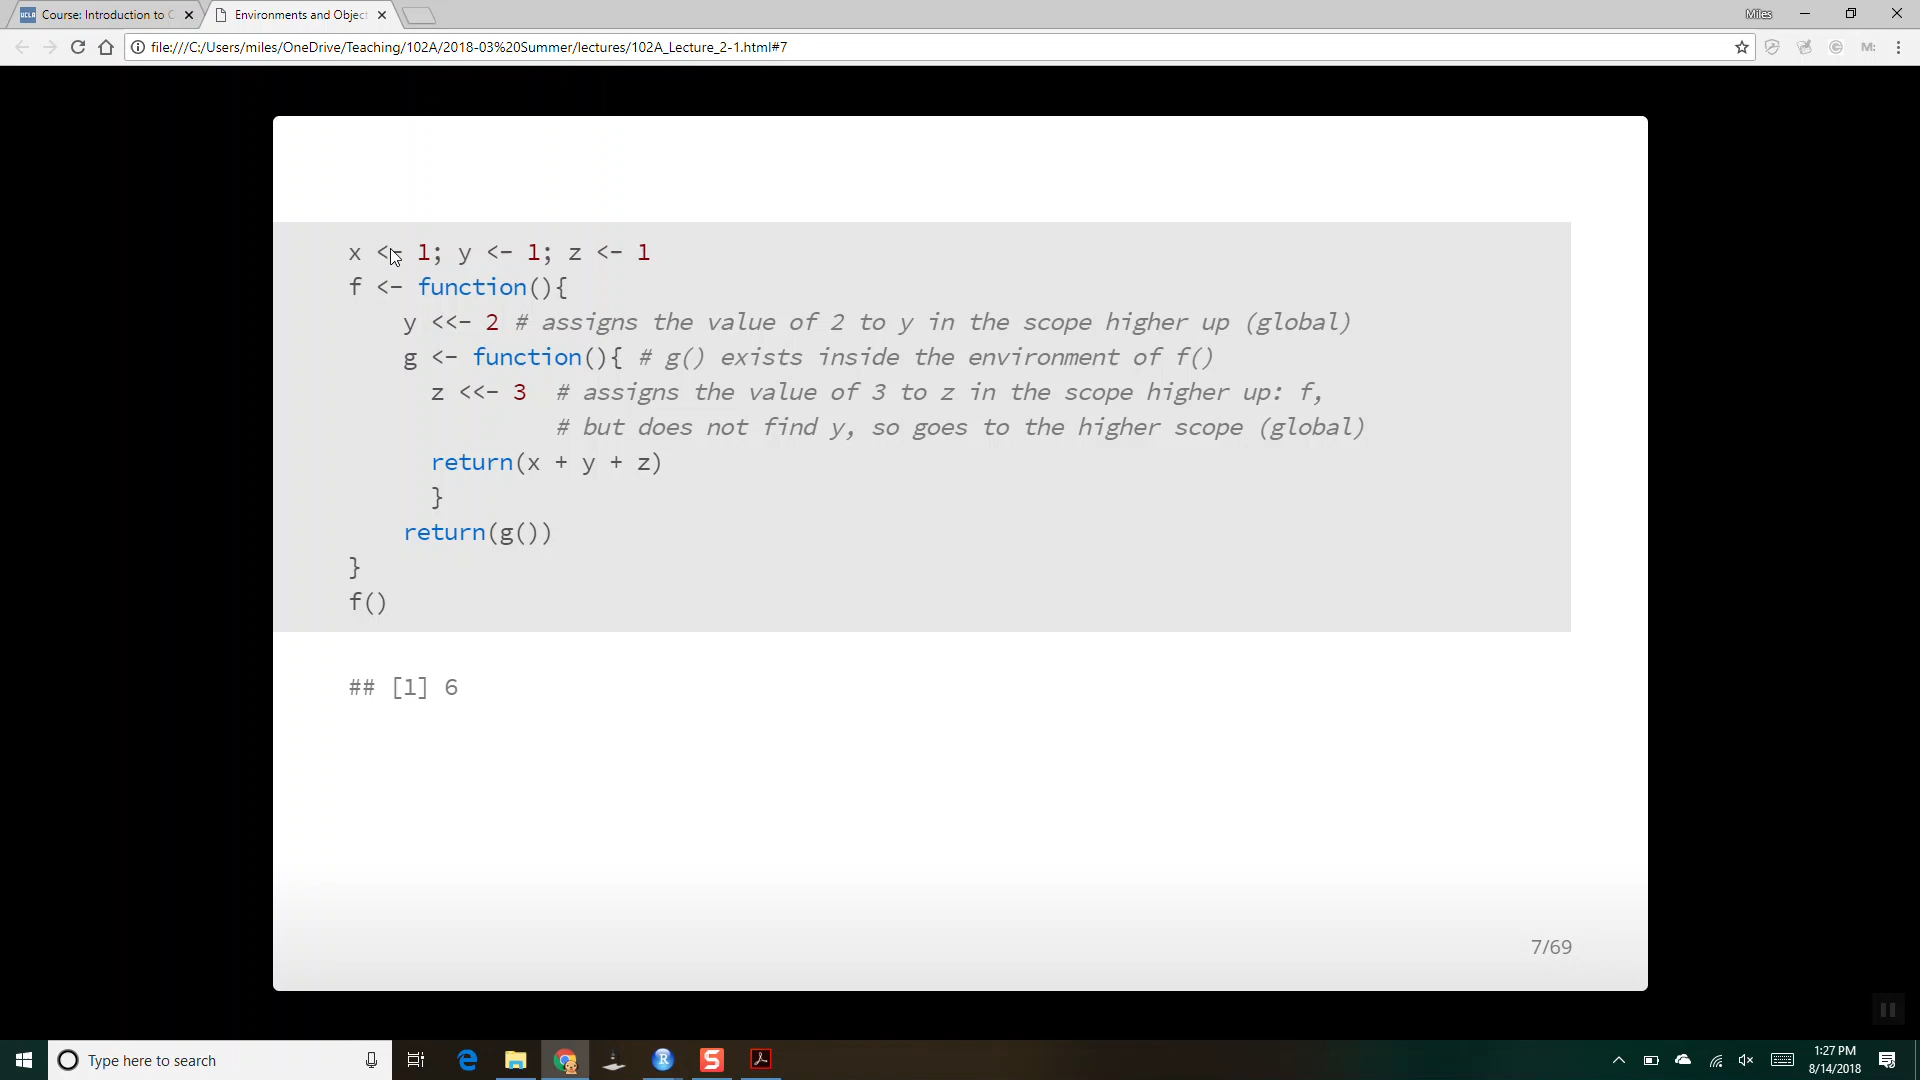 Course: Introduction to C
Environments and Object
Miles
file:///C:/Users/miles/OneDrive/Teaching/102A/2018-03%20Summer/lectures/102A_Lecture_2-1.html#7
x <- 1; y <- 1; z <- 1
f <- function(){
    y <<- 2 # assigns the value of 2 to y in the scope higher up (global)
    g <- function(){ # g() exists inside the environment of f()
      z <<- 3  # assigns the value of 3 to z in the scope higher up: f,
               # but does not find y, so goes to the higher scope (global)
      return(x + y + z)
      }
    return(g())
}
f()
## [1] 6
7/69
Type here to search
1:27 PM
8/14/2018